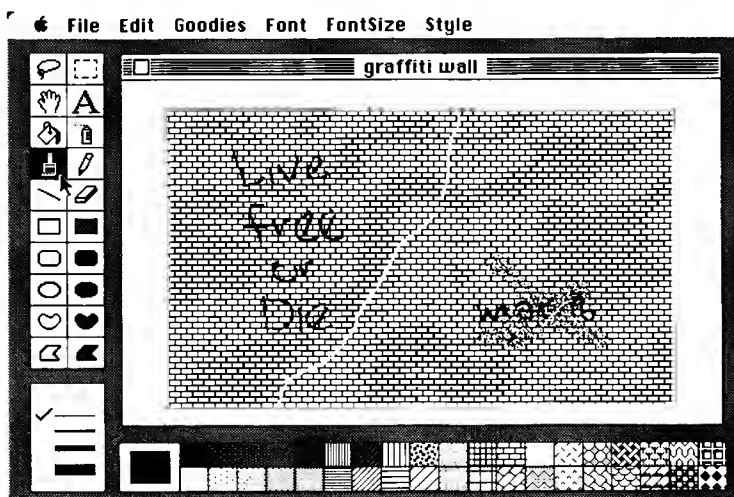 File Edit Goodies Font FontSize Style
graffiti wall
A
Live
Free
or
Die